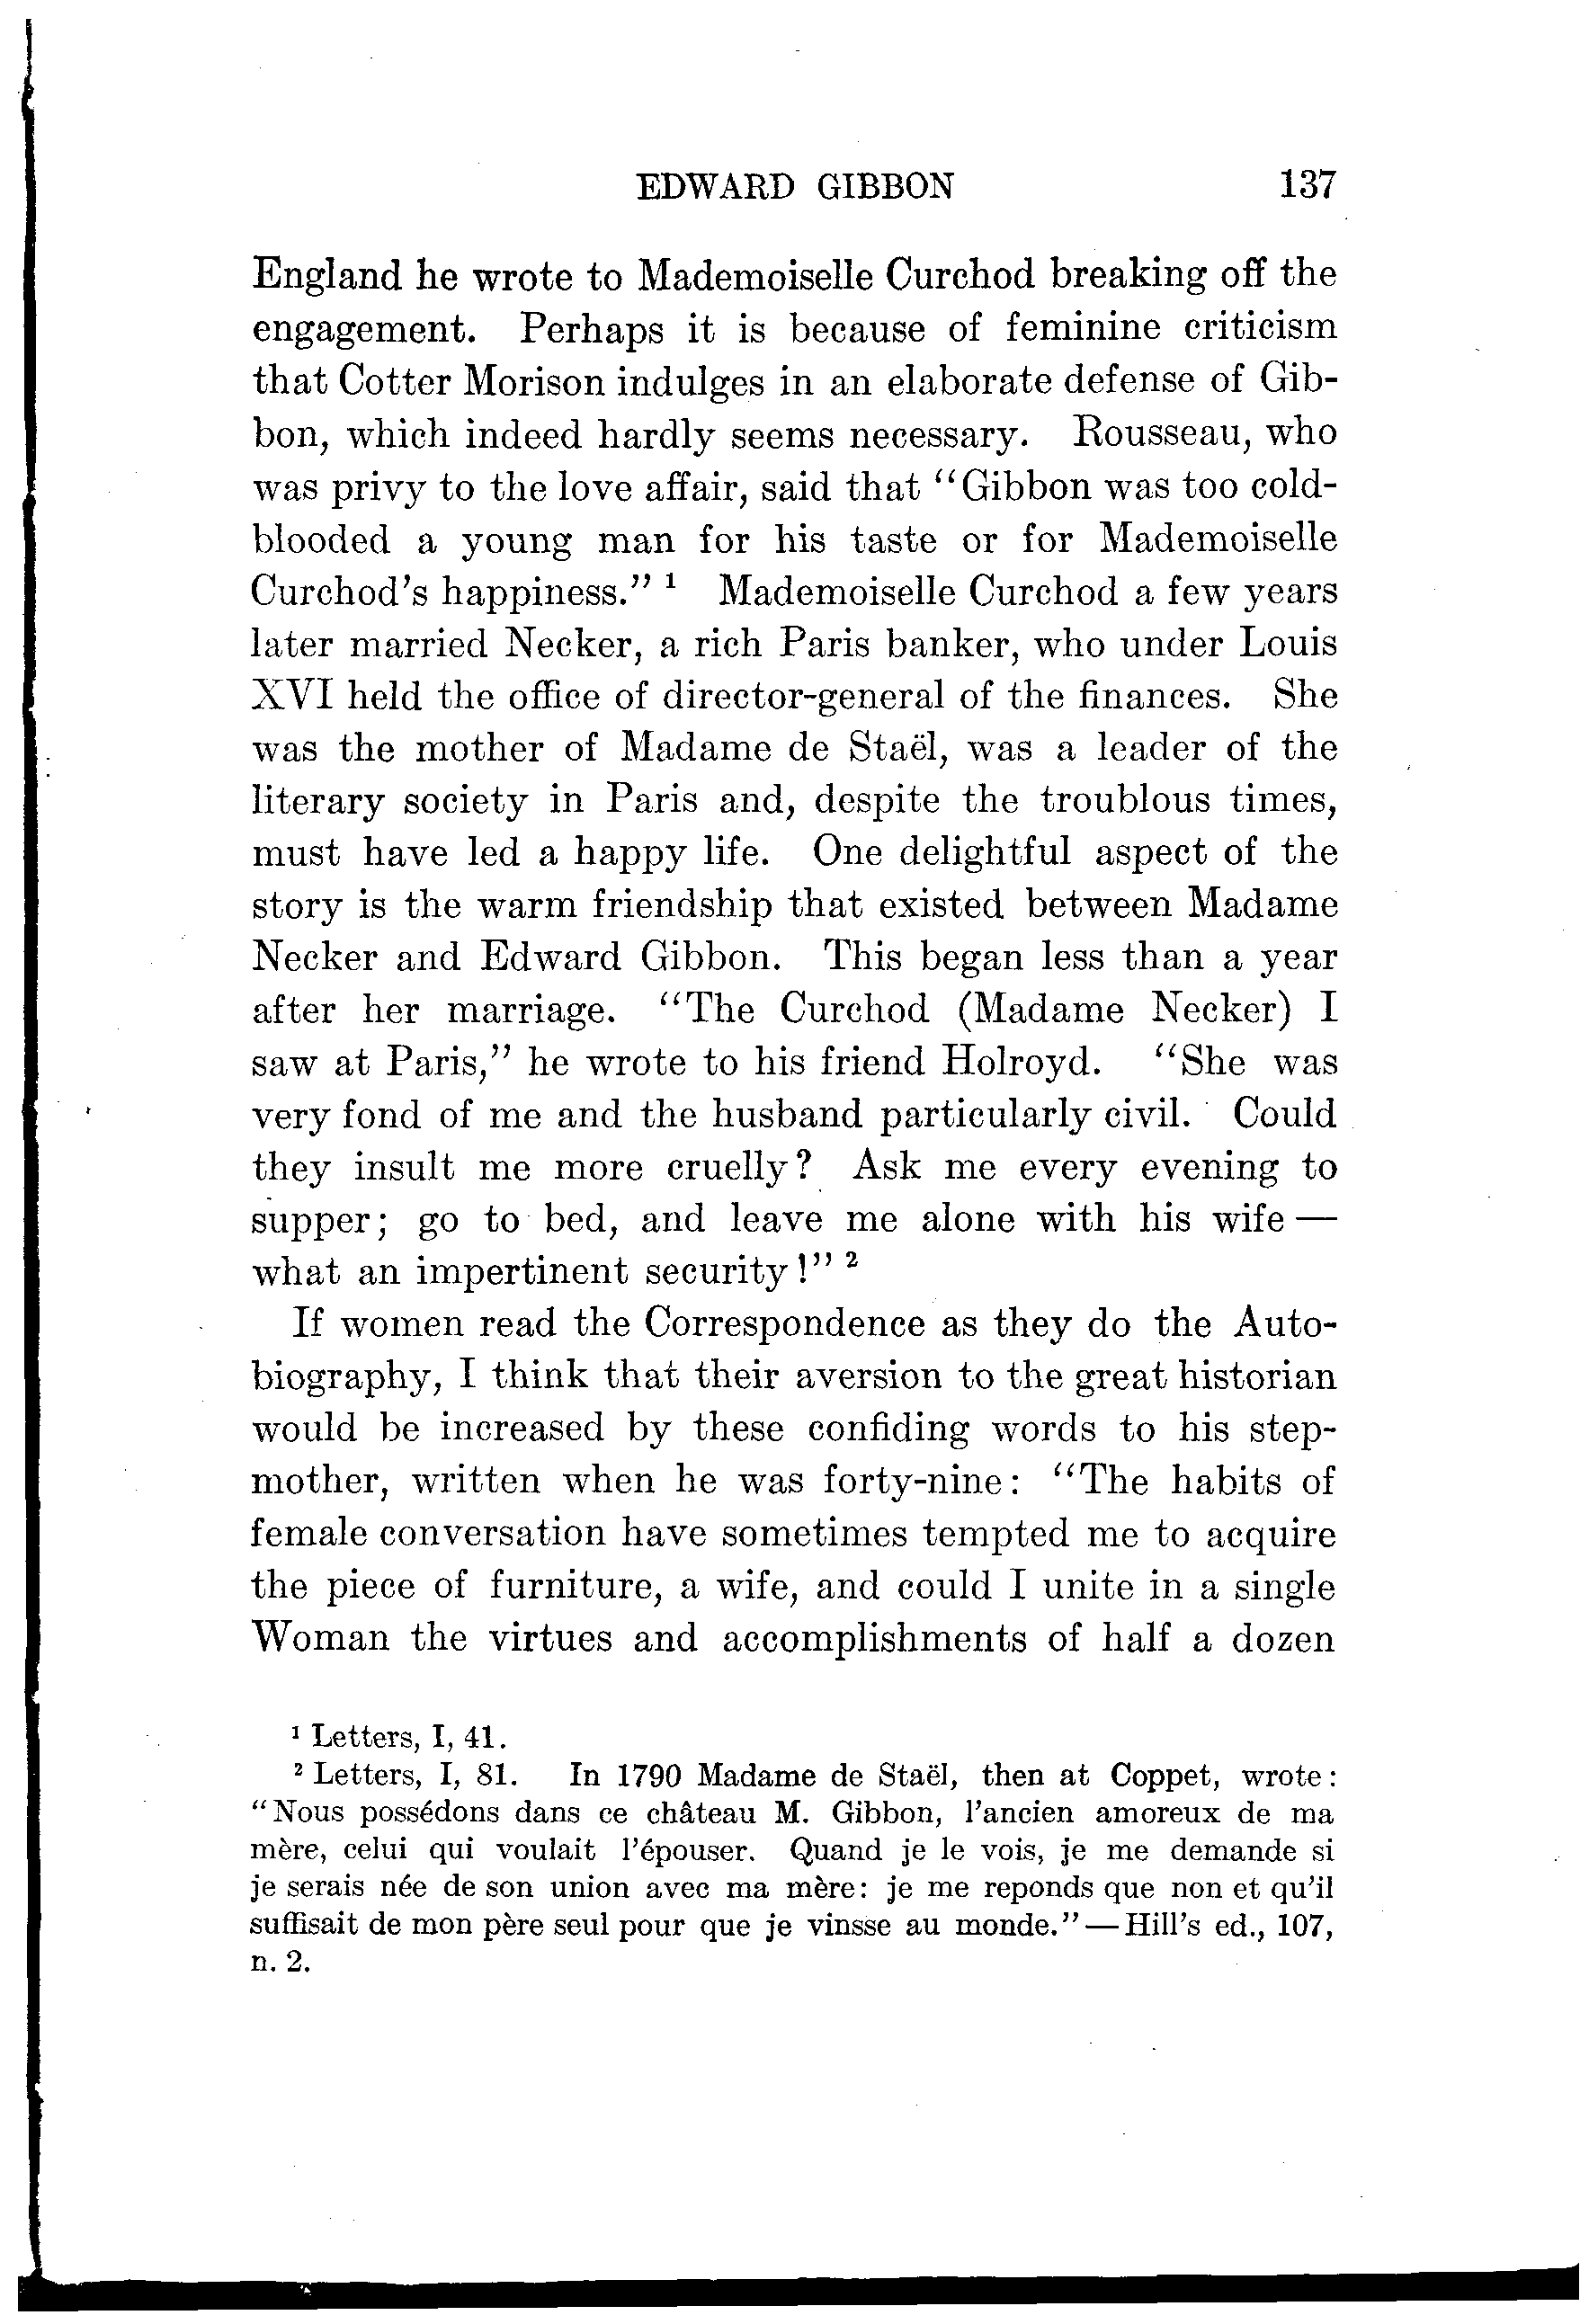 EDWARD GIBBON 137
England he wrote to Mademoiselle Curchod breaking off the
engagement. Perhaps it is because of feminine criticism
that Cotter Morison indulges in an elaborate defense of Gib-
bon, which indeed hardly seems necessary. Rousseau, who
was privy to the love affair, said that "Gibbon was too cold-
blooded a young man for his taste or for Mademoiselle
Curchod's happiness." ¹ Mademoiselle Curchod a few years
later married Necker, a rich Paris banker, who under Louis
XVI held the office of director-general of the finances. She
was the mother of Madame de Staël, was a leader of the
literary society in Paris and, despite the troublous times,
must have led a happy life. One delightful aspect of the
story is the warm friendship that existed between Madame
Necker and Edward Gibbon. This began less than a year
after her marriage. "The Curchod (Madame Necker) I
saw at Paris," he wrote to his friend Holroyd. "She was
very fond of me and the husband particularly civil. Could
they insult me more cruelly? Ask me every evening to
supper; go to bed, and leave me alone with his wife —
what an impertinent security!" ²
If women read the Correspondence as they do the Auto-
biography, I think that their aversion to the great historian
would be increased by these confiding words to his step-
mother, written when he was forty-nine: "The habits of
female conversation have sometimes tempted me to acquire
the piece of furniture, a wife, and could I unite in a single
Woman the virtues and accomplishments of half a dozen
¹ Letters, I, 41.
² Letters, I, 81. In 1790 Madame de Staël, then at Coppet, wrote:
"Nous possédons dans ce château M. Gibbon, l'ancien amoreux de ma
mère, celui qui voulait l'épouser. Quand je le vois, je me demande si
je serais née de son union avec ma mère: je me reponds que non et qu'il
suffisait de mon père seul pour que je vinsse au monde."—Hill's ed., 107,
n. 2.